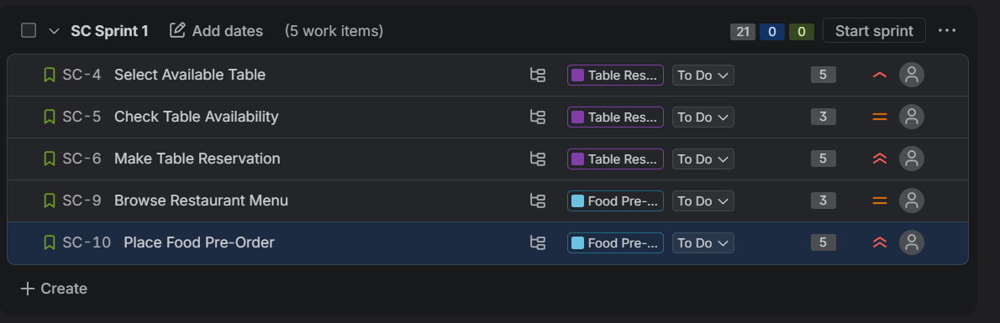 SC Sprint 1 Add dates (5 work items) 21 0 0 Start sprint
SC-4 Select Available Table Table Res... To Do 5
SC-5 Check Table Availability Table Res... To Do 3
SC-6 Make Table Reservation Table Res... To Do 5
SC-9 Browse Restaurant Menu Food Pre-... To Do 3
SC-10 Place Food Pre-Order Food Pre-... To Do 5
Create